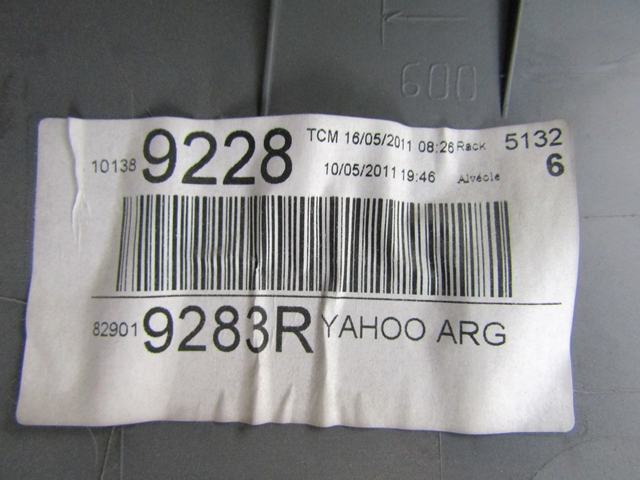 600
10138 9228 TCM 16/05/2011 08:26 Rack 5132
10/05/2011 19:46 Alvéole 6
82901 9283R YAHOO ARG